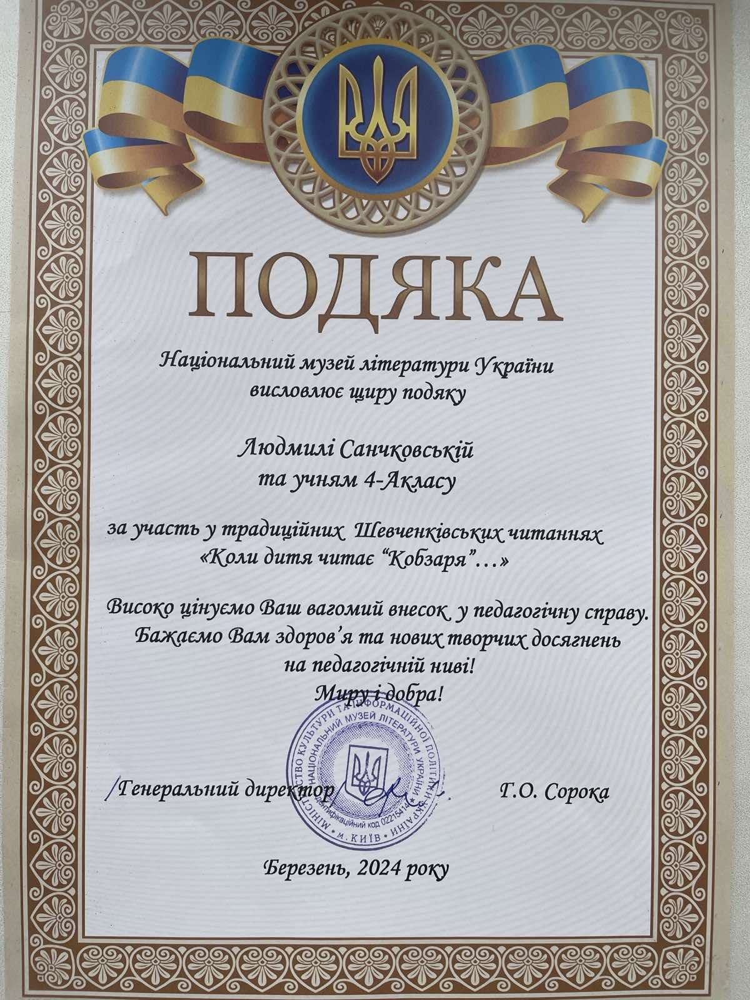 ПОДЯКА
Національний музей літератури України
висловлює щиру подяку
Людмилі Санчковській
та учням 4-Акласу
за участь у традиційних Шевченківських читаннях
«Коли дитя читає “Кобзаря”…»
Високо цінуємо Ваш вагомий внесок у педагогічну справу.
Бажаємо Вам здоров’я та нових творчих досягнень
на педагогічній ниві!
Миру і добра!
МІНІСТЕРСТВО КУЛЬТУРИ ТА ІНФОРМАЦІЙНОЇ ПОЛІТИКИ УКРАЇНИ
НАЦІОНАЛЬНИЙ МУЗЕЙ ЛІТЕРАТУРИ УКРАЇНИ
ідентифікаційний код 02215414
м. КИЇВ
/Генеральний директор/ Г.О. Сорока
Березень, 2024 року